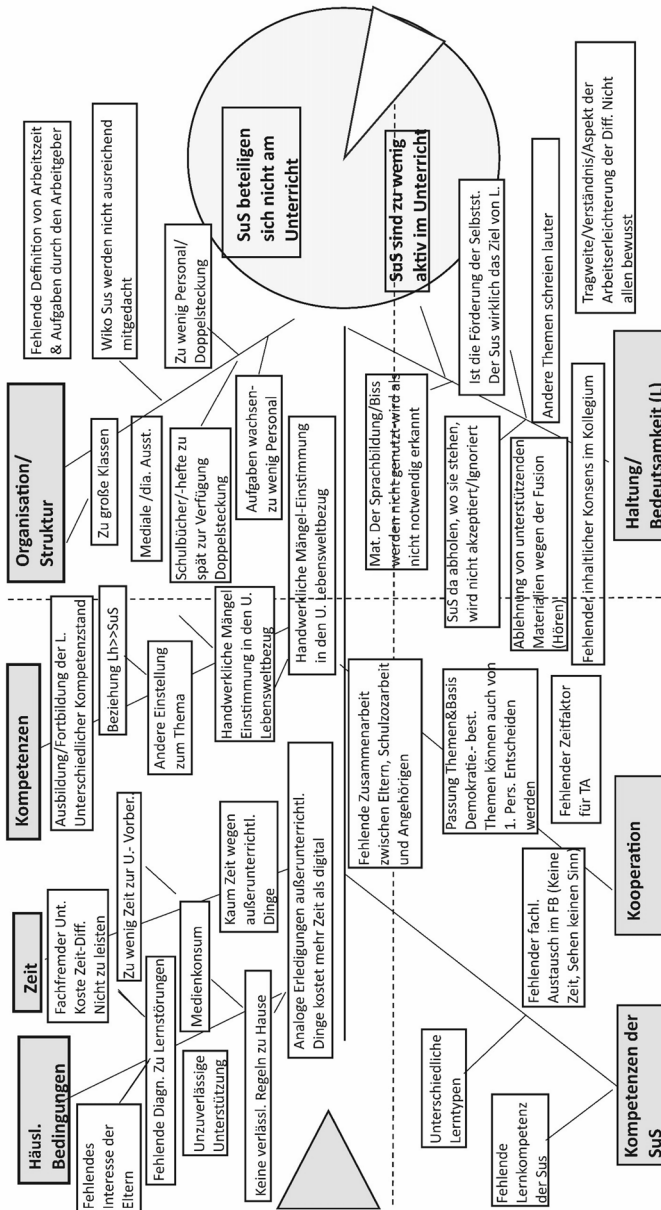 Häusl.
Bedingungen
Fehlendes
Interesse der
Eltern
Fehlende Diagn. Zu Lernstörungen
Unzuverlässige
Unterstützung
Medienkonsum
Keine verlässl. Regeln zu Hause
Zeit
Fachfremder Unt.
Koste Zeit-Diff.
Nicht zu leisten
Zu wenig Zeit zur U.- Vorber.
Kaum Zeit wegen
außerunterrichtl.
Dinge
Analoge Erledigungen außerunterrichtl.
Dinge kostet mehr Zeit als digital
Kompetenzen
Ausbildung/Fortbildung der L.
Unterschiedlicher Kompetenzstand
Beziehung Lh>>SuS
Andere Einstellung
zum Thema
Handwerkliche Mängel
Einstimmung in den U.
Lebensweltbezug
Handwerkliche Mängel-Einstimmung
in den U. Lebensweltbezug
Organisation/
Struktur
Zu große Klassen
Mediale /dia. Ausst.
Schulbücher/-hefte zu
spät zur Verfügung
Doppelsteckung
Aufgaben wachsen-
zu wenig Personal
Fehlende Definition von Arbeitszeit
& Aufgaben durch den Arbeitgeber
Wiko Sus werden nicht ausreichend
mitgedacht
Zu wenig Personal/
Doppelsteckung
SuS beteiligen
sich nicht am
Unterricht
SuS sind zu wenig
aktiv im Unterricht
Kompetenzen der
SuS
Unterschiedliche
Lerntypen
Fehlende
Lernkompetenz
der Sus
Kooperation
Fehlende Zusammenarbeit
zwischen Eltern, Schulzozarbeit
und Angehörigen
Passung Themen&Basis
Demokratie.- best.
Themen können auch von
1. Pers. Entscheiden
werden
Fehlender Zeitfaktor
für TA
Fehlender fachl.
Austausch im FB (Keine
Zeit, Sehen keinen Sinn)
Haltung/
Bedeutsamkeit (L)
Mat. Der Sprachbildung/Biss
werden nicht genutzt-wird als
nicht notwendig erkannt
SuS da abholen, wo sie stehen,
wird nicht akzeptiert/Ignoriert
Ablehnung von unterstützenden
Materialien wegen der Fusion
(Hören)
Fehlender inhaltlicher Konsens im Kollegium
Ist die Förderung der Selbstst.
Der Sus wirklich das Ziel von L.
Andere Themen schreien lauter
Tragweite/Verständnis/Aspekt der
Arbeitserleichterung der Diff. Nicht
allen bewusst